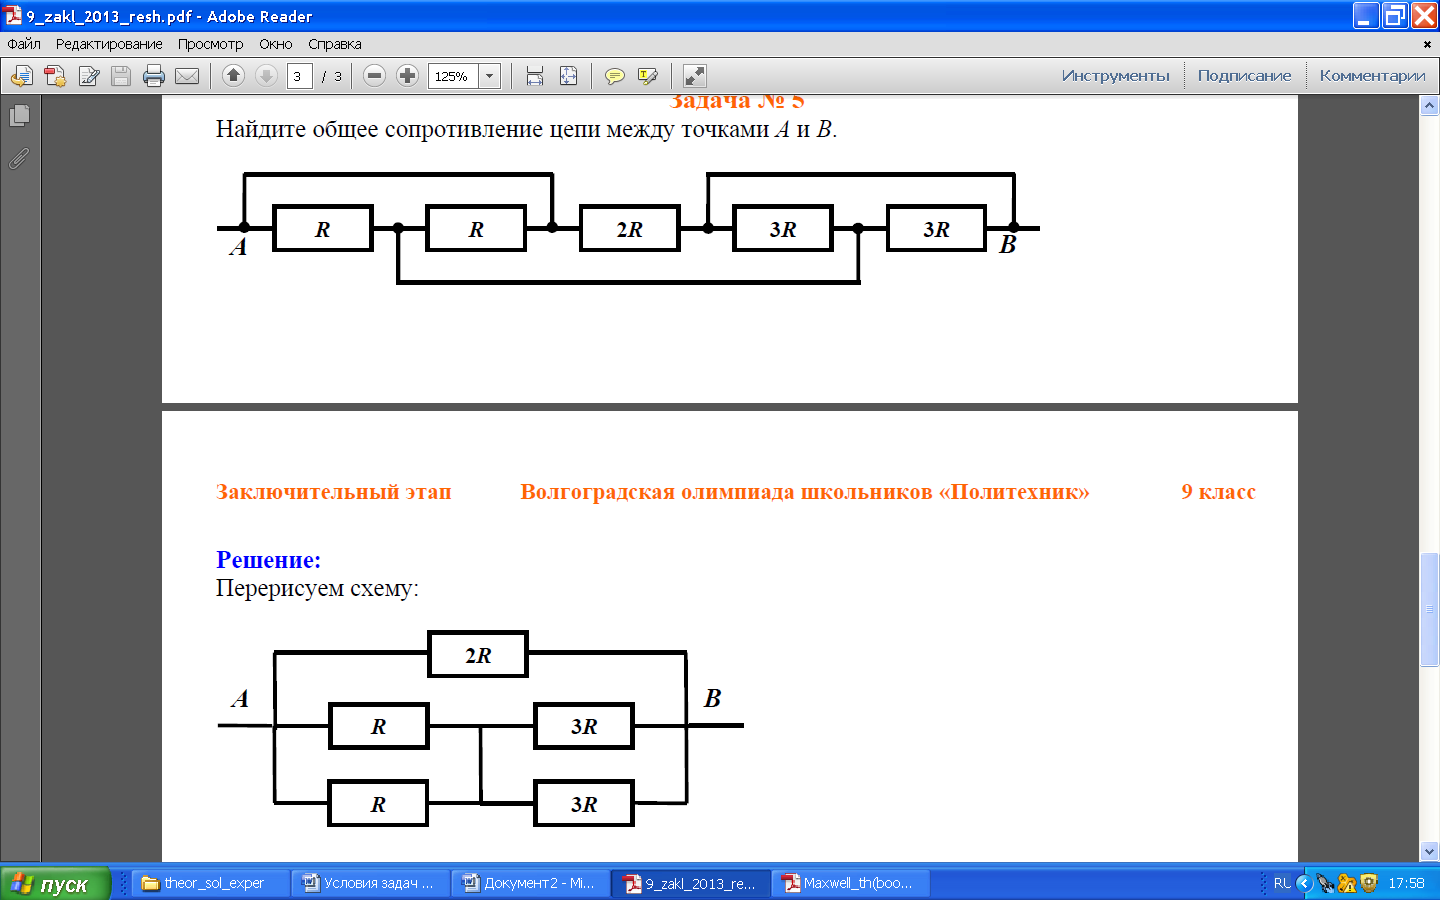 9_zakl_2013_resh.pdf - Adobe Reader
Файл Редактирование Просмотр Окно Справка
3 / 3 125% Инструменты Подписание Комментарии
Задача № 5
Найдите общее сопротивление цепи между точками A и B.
R R 2R 3R 3R
A B
Заключительный этап Волгоградская олимпиада школьников «Политехник» 9 класс
Решение:
Перерисуем схему:
2R
A B
R 3R
R 3R
пуск theor_sol_exper Условия задач ... Документ2 - Mi... 9_zakl_2013_re... Maxwell_th(boo... RU 17:58